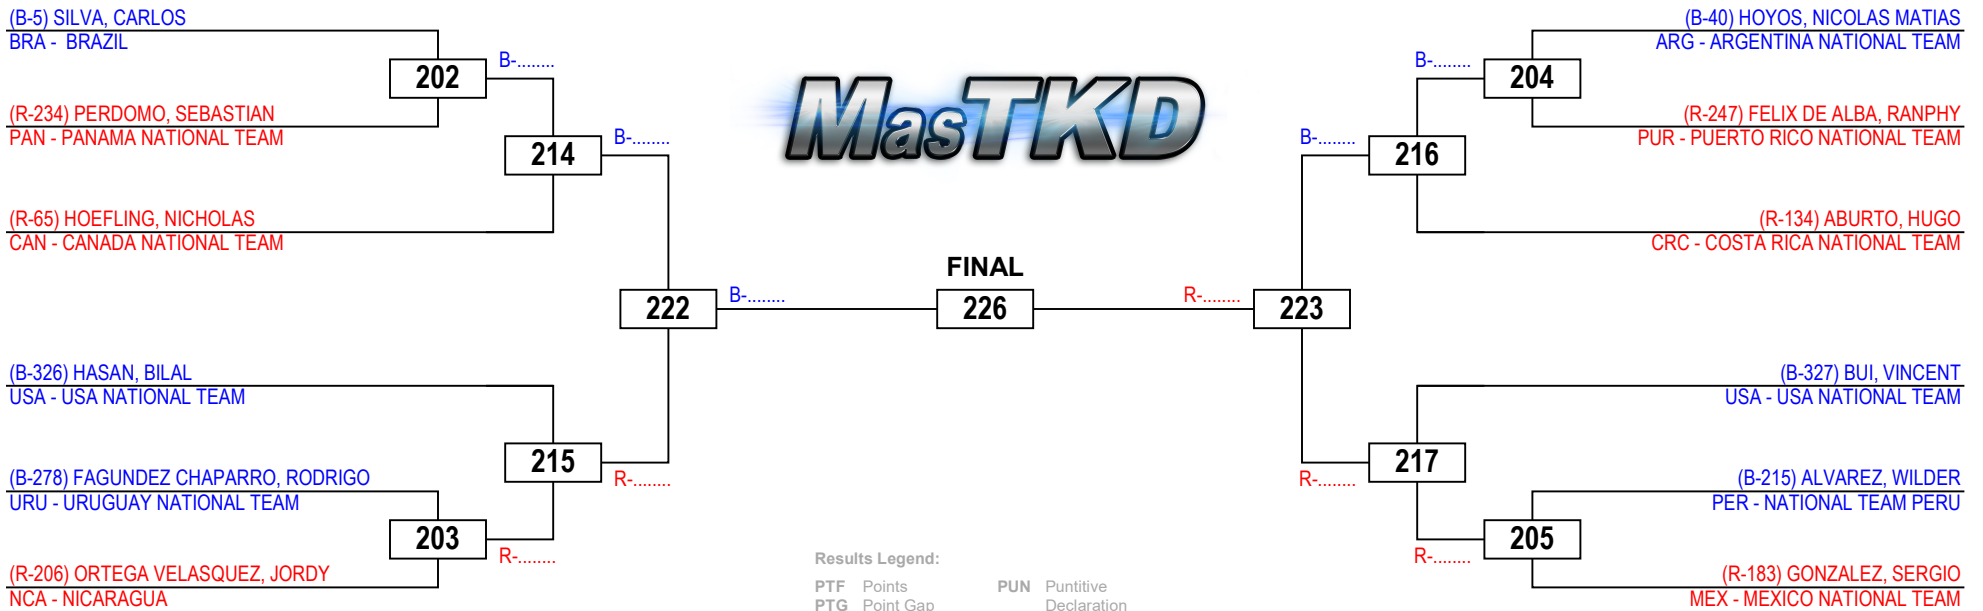 (B-5) SILVA, CARLOS
BRA - BRAZIL
B-........
202
(R-234) PERDOMO, SEBASTIAN
PAN - PANAMA NATIONAL TEAM
B-........
214
(R-65) HOEFLING, NICHOLAS
CAN - CANADA NATIONAL TEAM
222
B-........
(B-326) HASAN, BILAL
USA - USA NATIONAL TEAM
215
R-........
(B-278) FAGUNDEZ CHAPARRO, RODRIGO
URU - URUGUAY NATIONAL TEAM
203
R-........
(R-206) ORTEGA VELASQUEZ, JORDY
NCA - NICARAGUA
MasTKD
FINAL
226
(B-40) HOYOS, NICOLAS MATIAS
ARG - ARGENTINA NATIONAL TEAM
B-........
204
(R-247) FELIX DE ALBA, RANPHY
PUR - PUERTO RICO NATIONAL TEAM
B-........
216
(R-134) ABURTO, HUGO
CRC - COSTA RICA NATIONAL TEAM
R-........
223
(B-327) BUI, VINCENT
USA - USA NATIONAL TEAM
217
R-........
(B-215) ALVAREZ, WILDER
PER - NATIONAL TEAM PERU
205
R-........
(R-183) GONZALEZ, SERGIO
MEX - MEXICO NATIONAL TEAM
Results Legend:
PTF Points PUN Puntitive
PTG Point Gap Declaration